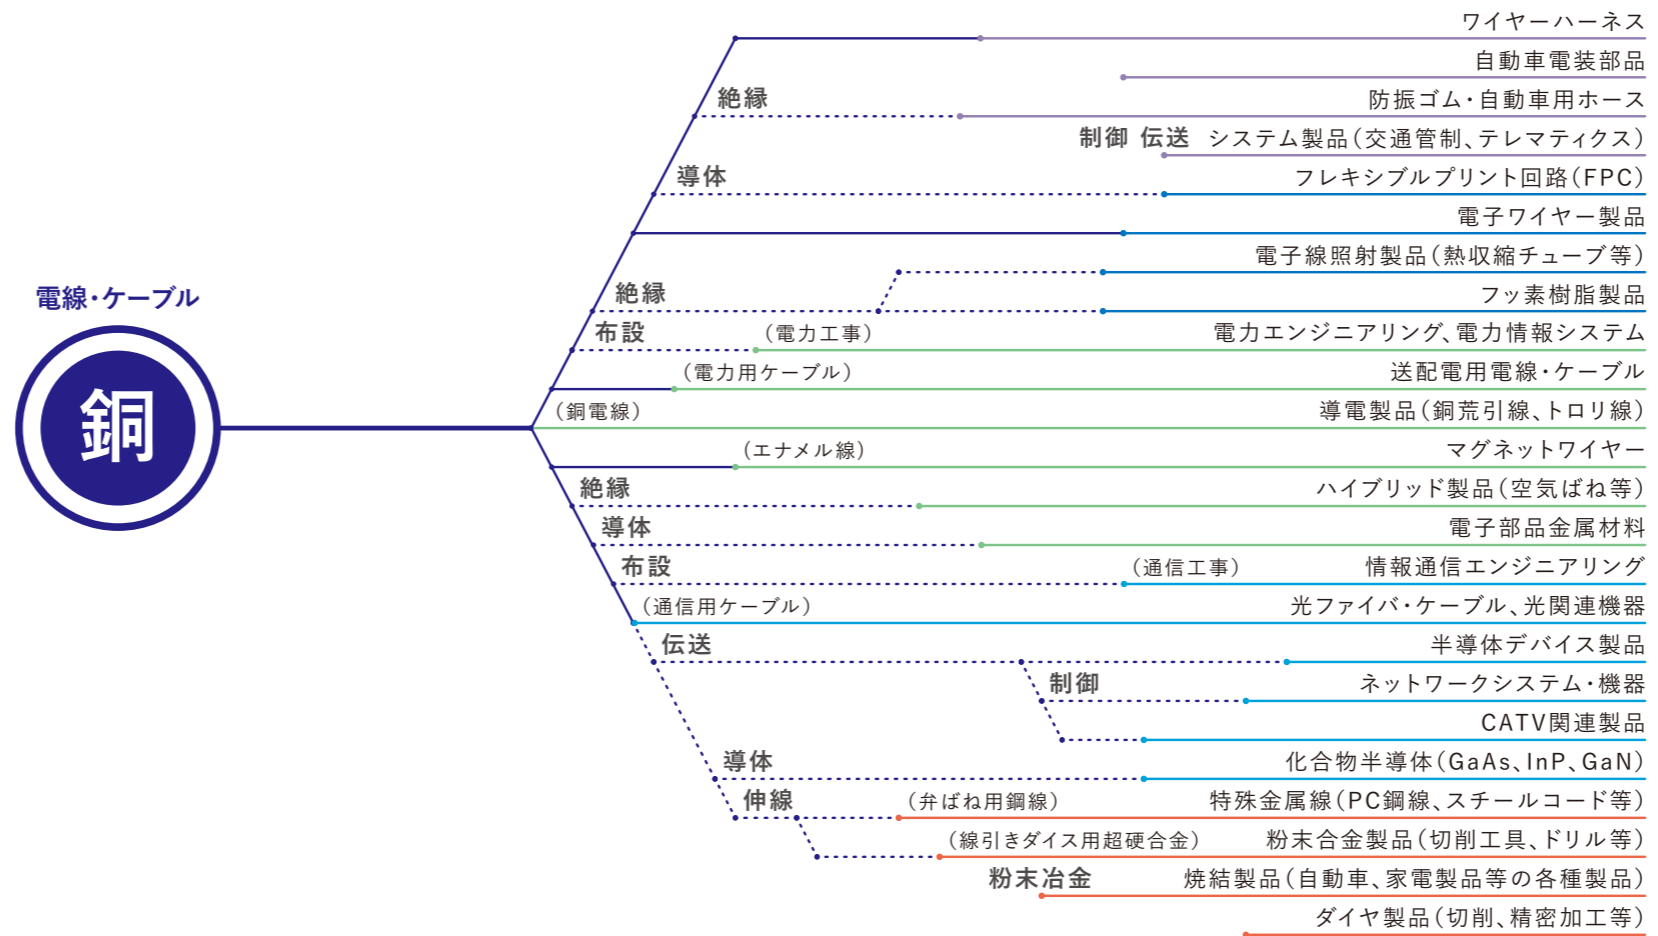 電線・ケーブル
銅
ワイヤーハーネス
自動車電装部品
絶縁 防振ゴム・自動車用ホース
制御 伝送 システム製品（交通管制、テレマティクス）
導体 フレキシブルプリント回路（FPC）
電子ワイヤー製品
電子線照射製品（熱収縮チューブ等）
絶縁 フッ素樹脂製品
布設 （電力工事） 電力エンジニアリング、電力情報システム
（電力用ケーブル） 送配電用電線・ケーブル
（銅電線） 導電製品（銅荒引線、トロリ線）
（エナメル線） マグネットワイヤー
絶縁 ハイブリッド製品（空気ばね等）
導体 電子部品金属材料
布設 （通信工事） 情報通信エンジニアリング
（通信用ケーブル） 光ファイバ・ケーブル、光関連機器
伝送 半導体デバイス製品
制御 ネットワークシステム・機器
CATV関連製品
導体 化合物半導体（GaAs、InP、GaN）
伸線 （弁ばね用鋼線） 特殊金属線（PC鋼線、スチールコード等）
（線引きダイス用超硬合金） 粉末合金製品（切削工具、ドリル等）
粉末冶金 焼結製品（自動車、家電製品等の各種製品）
ダイヤ製品（切削、精密加工等）